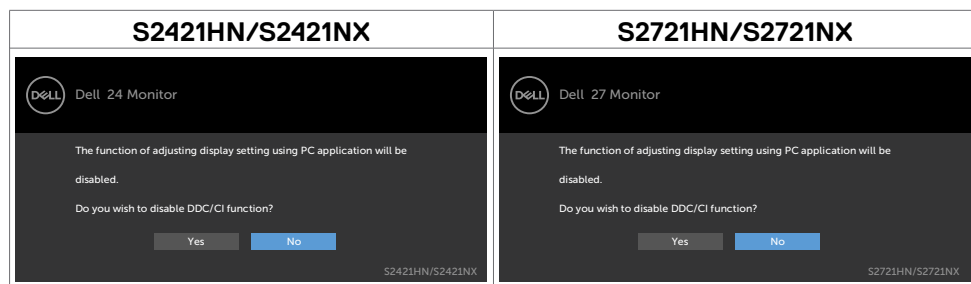 S2421HN/S2421NX
S2721HN/S2721NX
DELL
Dell 24 Monitor
The function of adjusting display setting using PC application will be
disabled.
Do you wish to disable DDC/CI function?
Yes
No
S2421HN/S2421NX
DELL
Dell 27 Monitor
The function of adjusting display setting using PC application will be
disabled.
Do you wish to disable DDC/CI function?
Yes
No
S2721HN/S2721NX